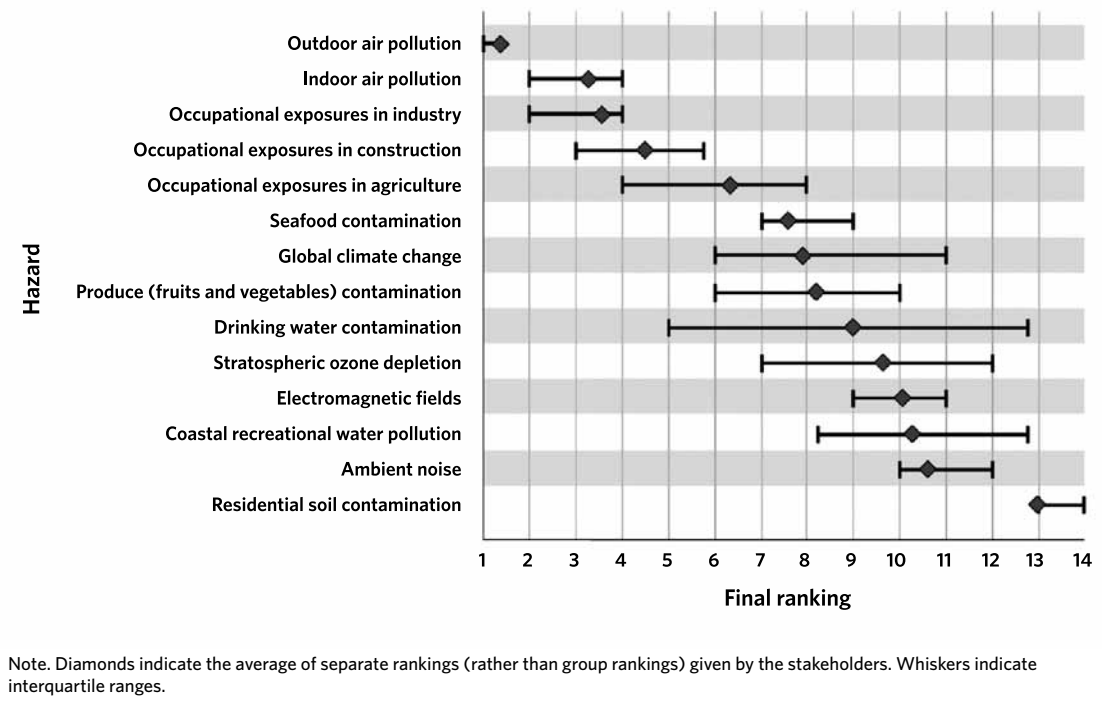 Outdoor air pollution
Indoor air pollution
Occupational exposures in industry
Occupational exposures in construction
Occupational exposures in agriculture
Seafood contamination
Global climate change
Produce (fruits and vegetables) contamination
Drinking water contamination
Stratospheric ozone depletion
Electromagnetic fields
Coastal recreational water pollution
Ambient noise
Residential soil contamination
Hazard
1 2 3 4 5 6 7 8 9 10 11 12 13 14
Final ranking
Note. Diamonds indicate the average of separate rankings (rather than group rankings) given by the stakeholders. Whiskers indicate
interquartile ranges.